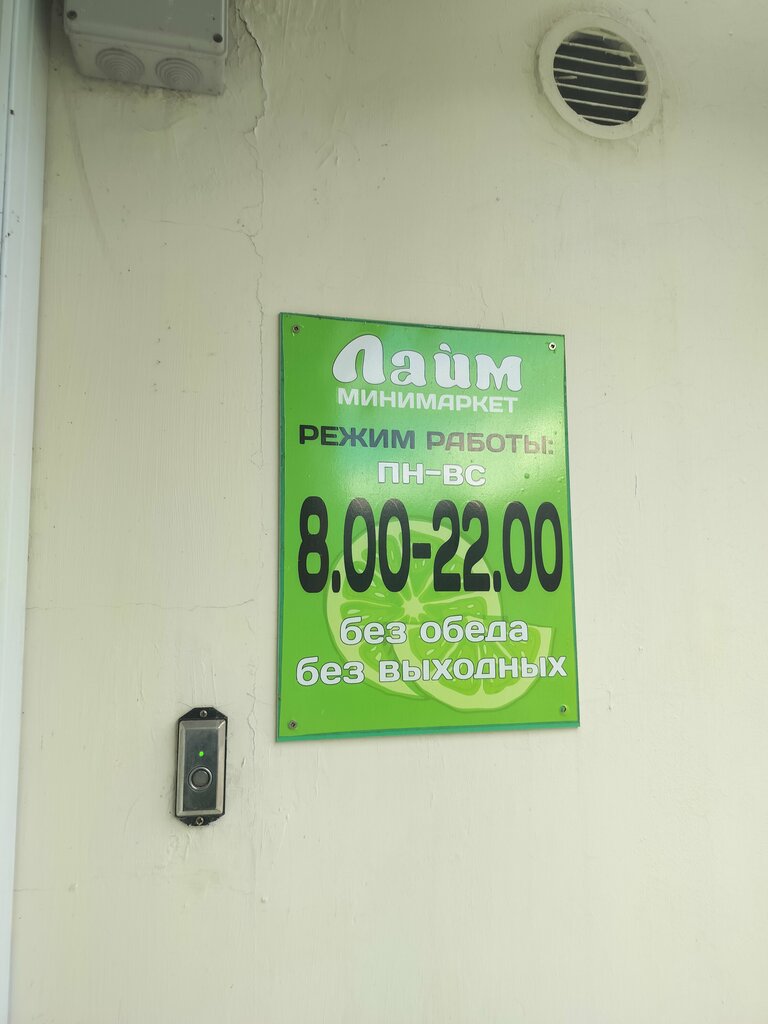 Лайм
МИНИМАРКЕТ
РЕЖИМ РАБОТЫ:
ПН-ВС
8.00-22.00
без обеда
без выходных